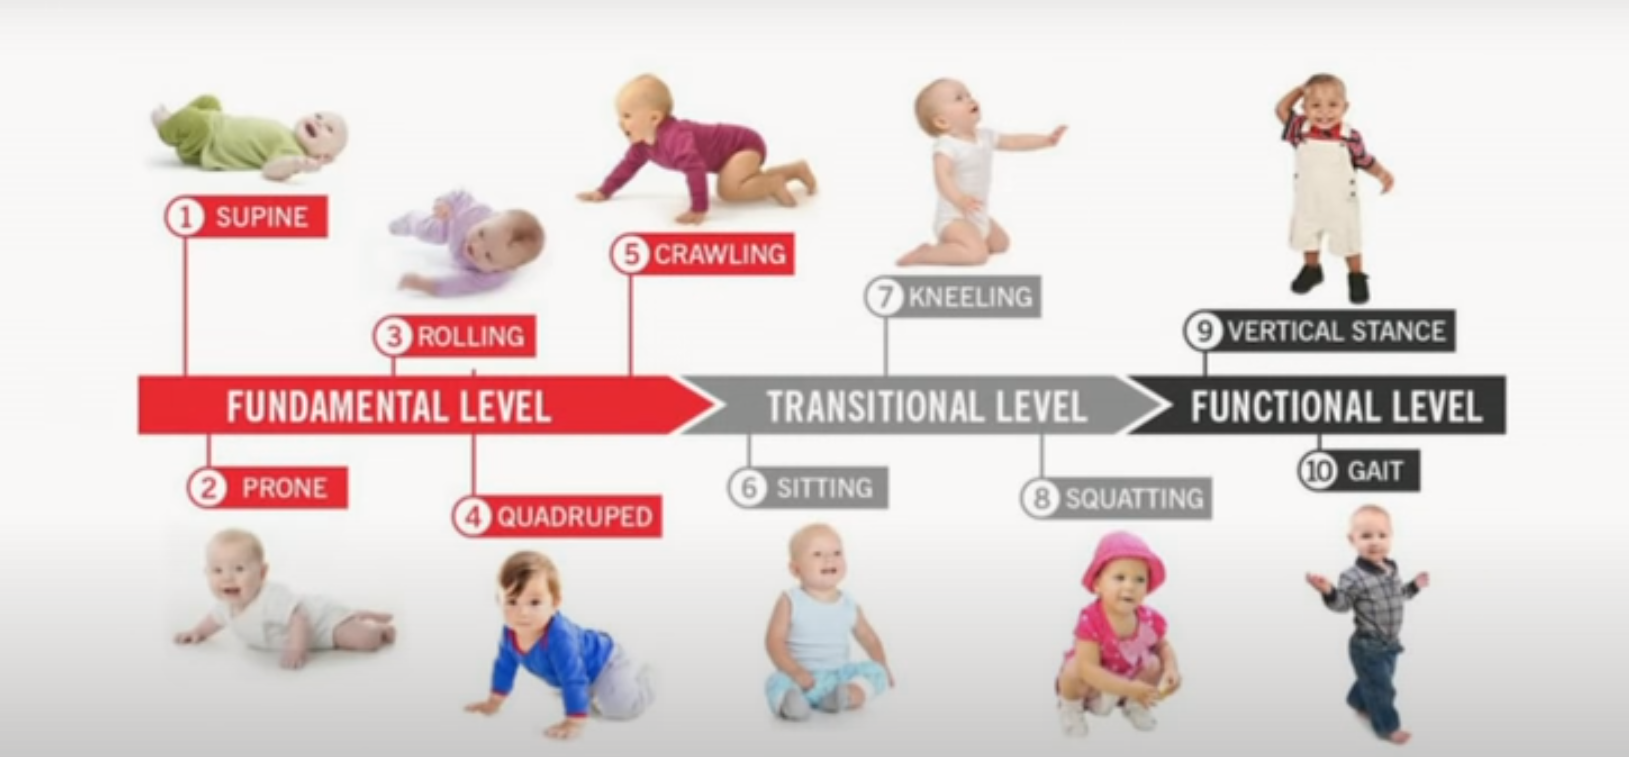 1 SUPINE
2 PRONE
3 ROLLING
4 QUADRUPED
5 CRAWLING
FUNDAMENTAL LEVEL
6 SITTING
7 KNEELING
8 SQUATTING
TRANSITIONAL LEVEL
9 VERTICAL STANCE
10 GAIT
FUNCTIONAL LEVEL